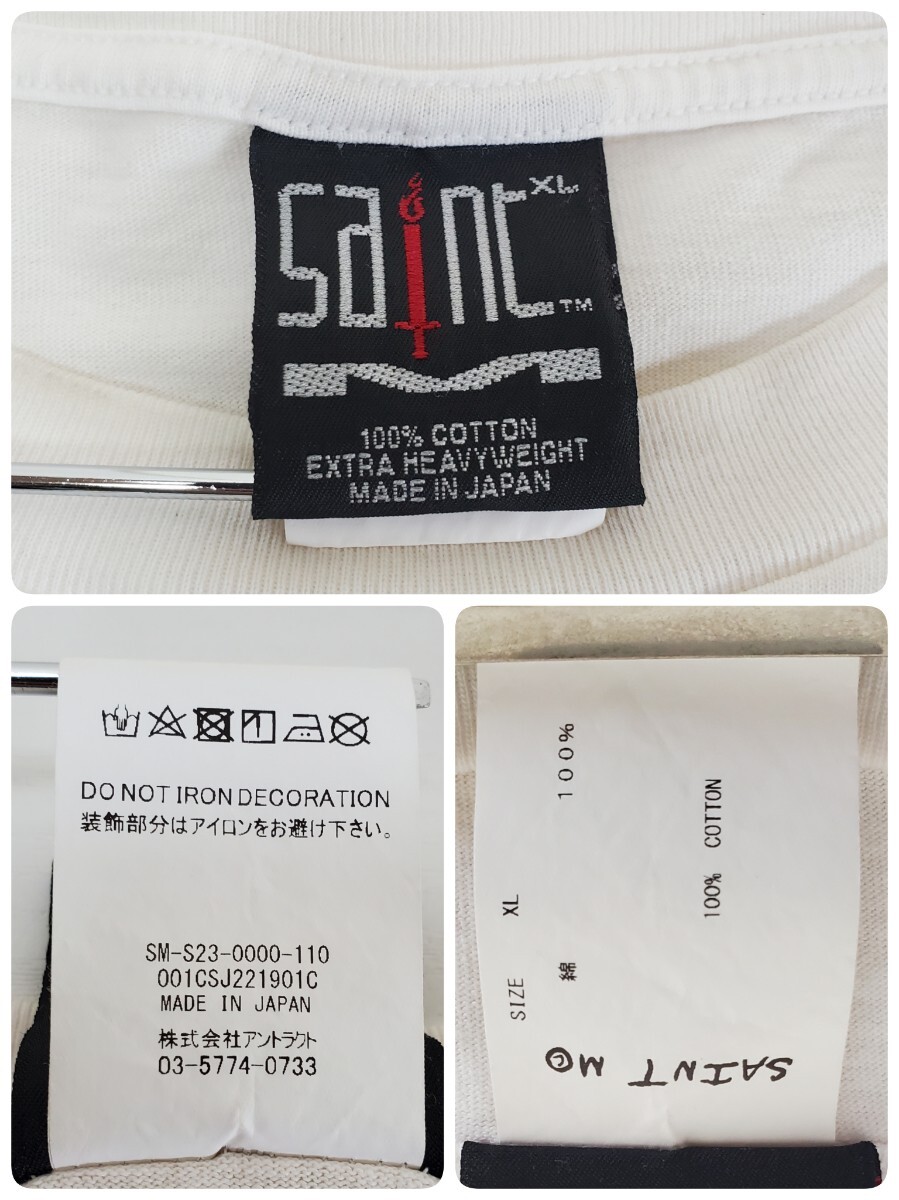 saint XL
TM
100% COTTON
EXTRA HEAVYWEIGHT
MADE IN JAPAN
DO NOT IRON DECORATION
装飾部分はアイロンをお避け下さい。
SM-S23-0000-110
001CSJ221901C
MADE IN JAPAN
株式会社アントラクト
03-5774-0733
SIZE XL
綿 100%
100% COTTON
SAINT M©